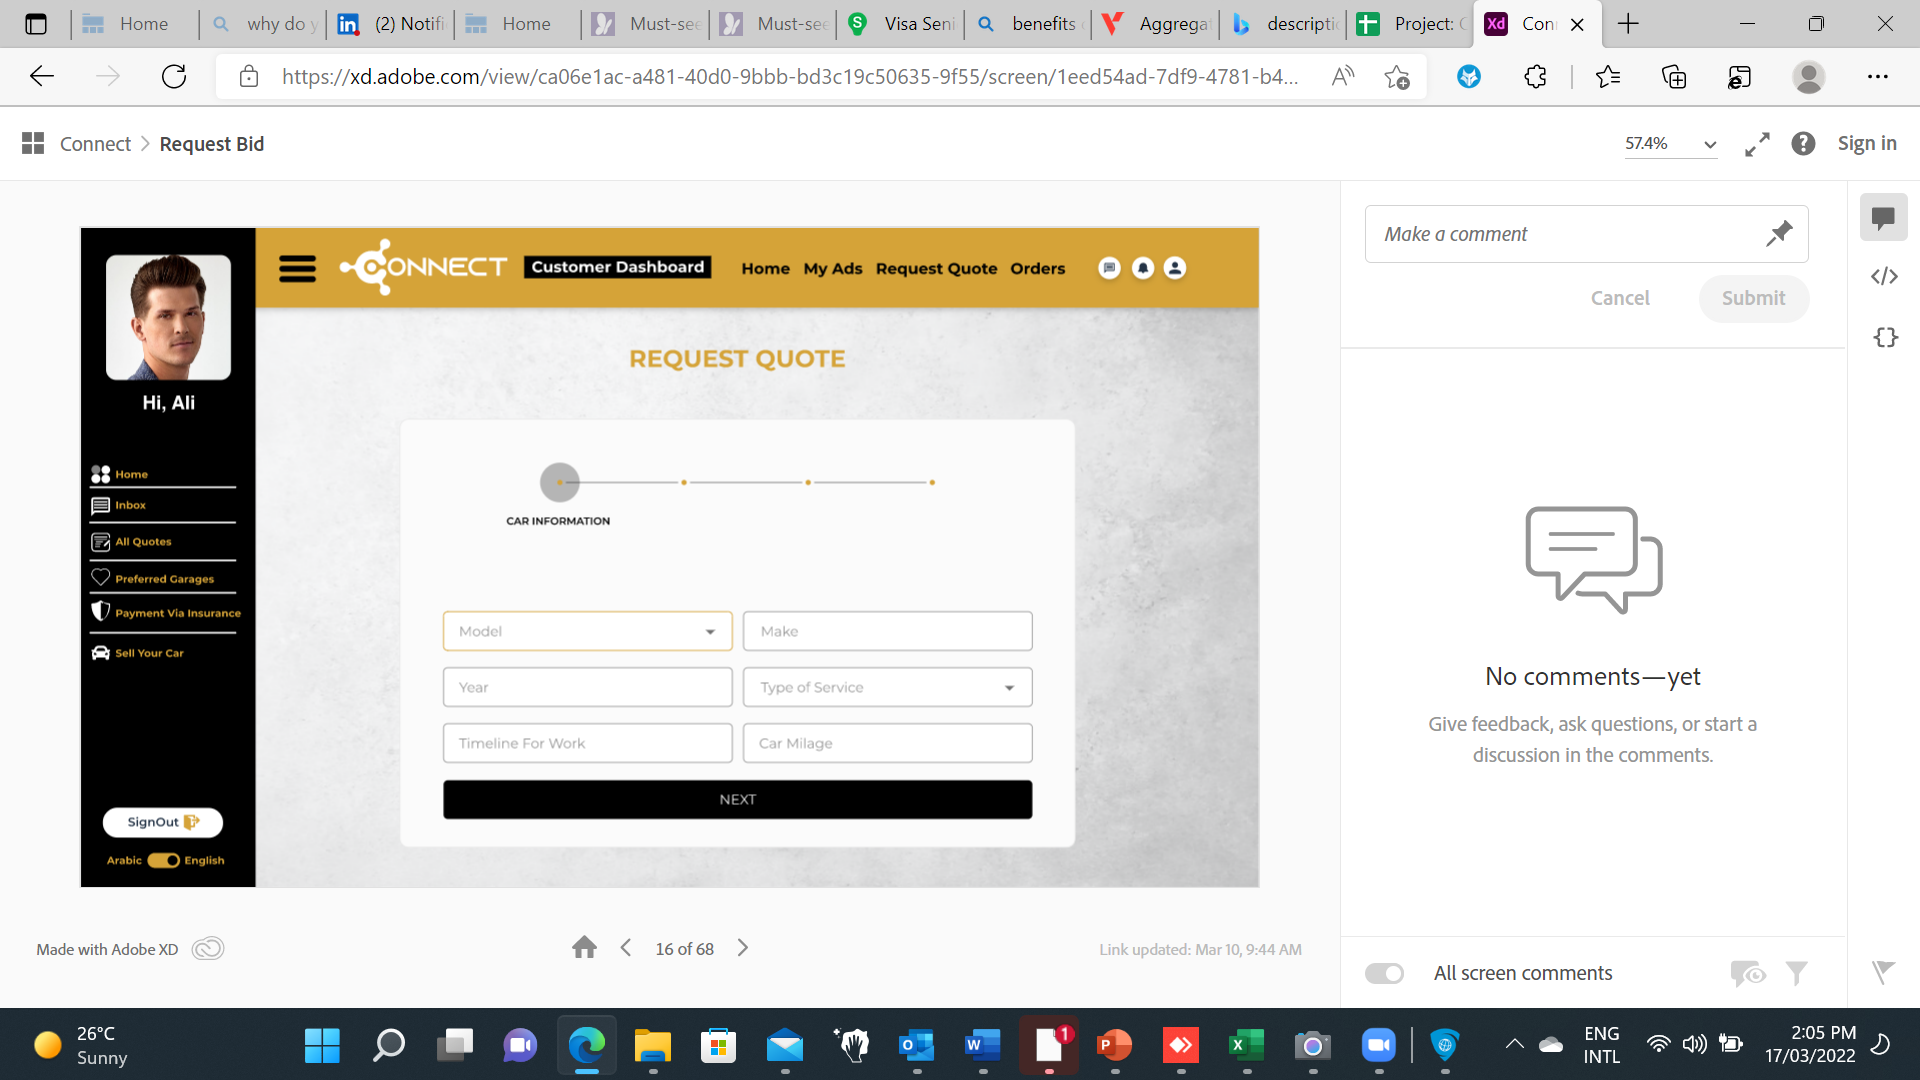 Home
why do y
(2) Notifi
Home
Must-see
Must-see
Visa Seni
benefits
Aggregat
descriptic
Project: C
Xd Con
https://xd.adobe.com/view/ca06e1ac-a481-40d0-9bbb-bd3c19c50635-9f55/screen/1eed54ad-7df9-4781-b4...
Connect > Request Bid
57.4%
Sign in
CONNECT
Customer Dashboard
Home
My Ads
Request Quote
Orders
Hi, Ali
Home
Inbox
All Quotes
Preferred Garages
Payment Via Insurance
Sell Your Car
SignOut
Arabic
English
REQUEST QUOTE
CAR INFORMATION
Model
Make
Year
Type of Service
Timeline For Work
Car Milage
NEXT
Made with Adobe XD
16 of 68
Link updated: Mar 10, 9:44 AM
Make a comment
Cancel
Submit
No comments—yet
Give feedback, ask questions, or start a
discussion in the comments.
All screen comments
26°C
Sunny
1
ENG
INTL
2:05 PM
17/03/2022